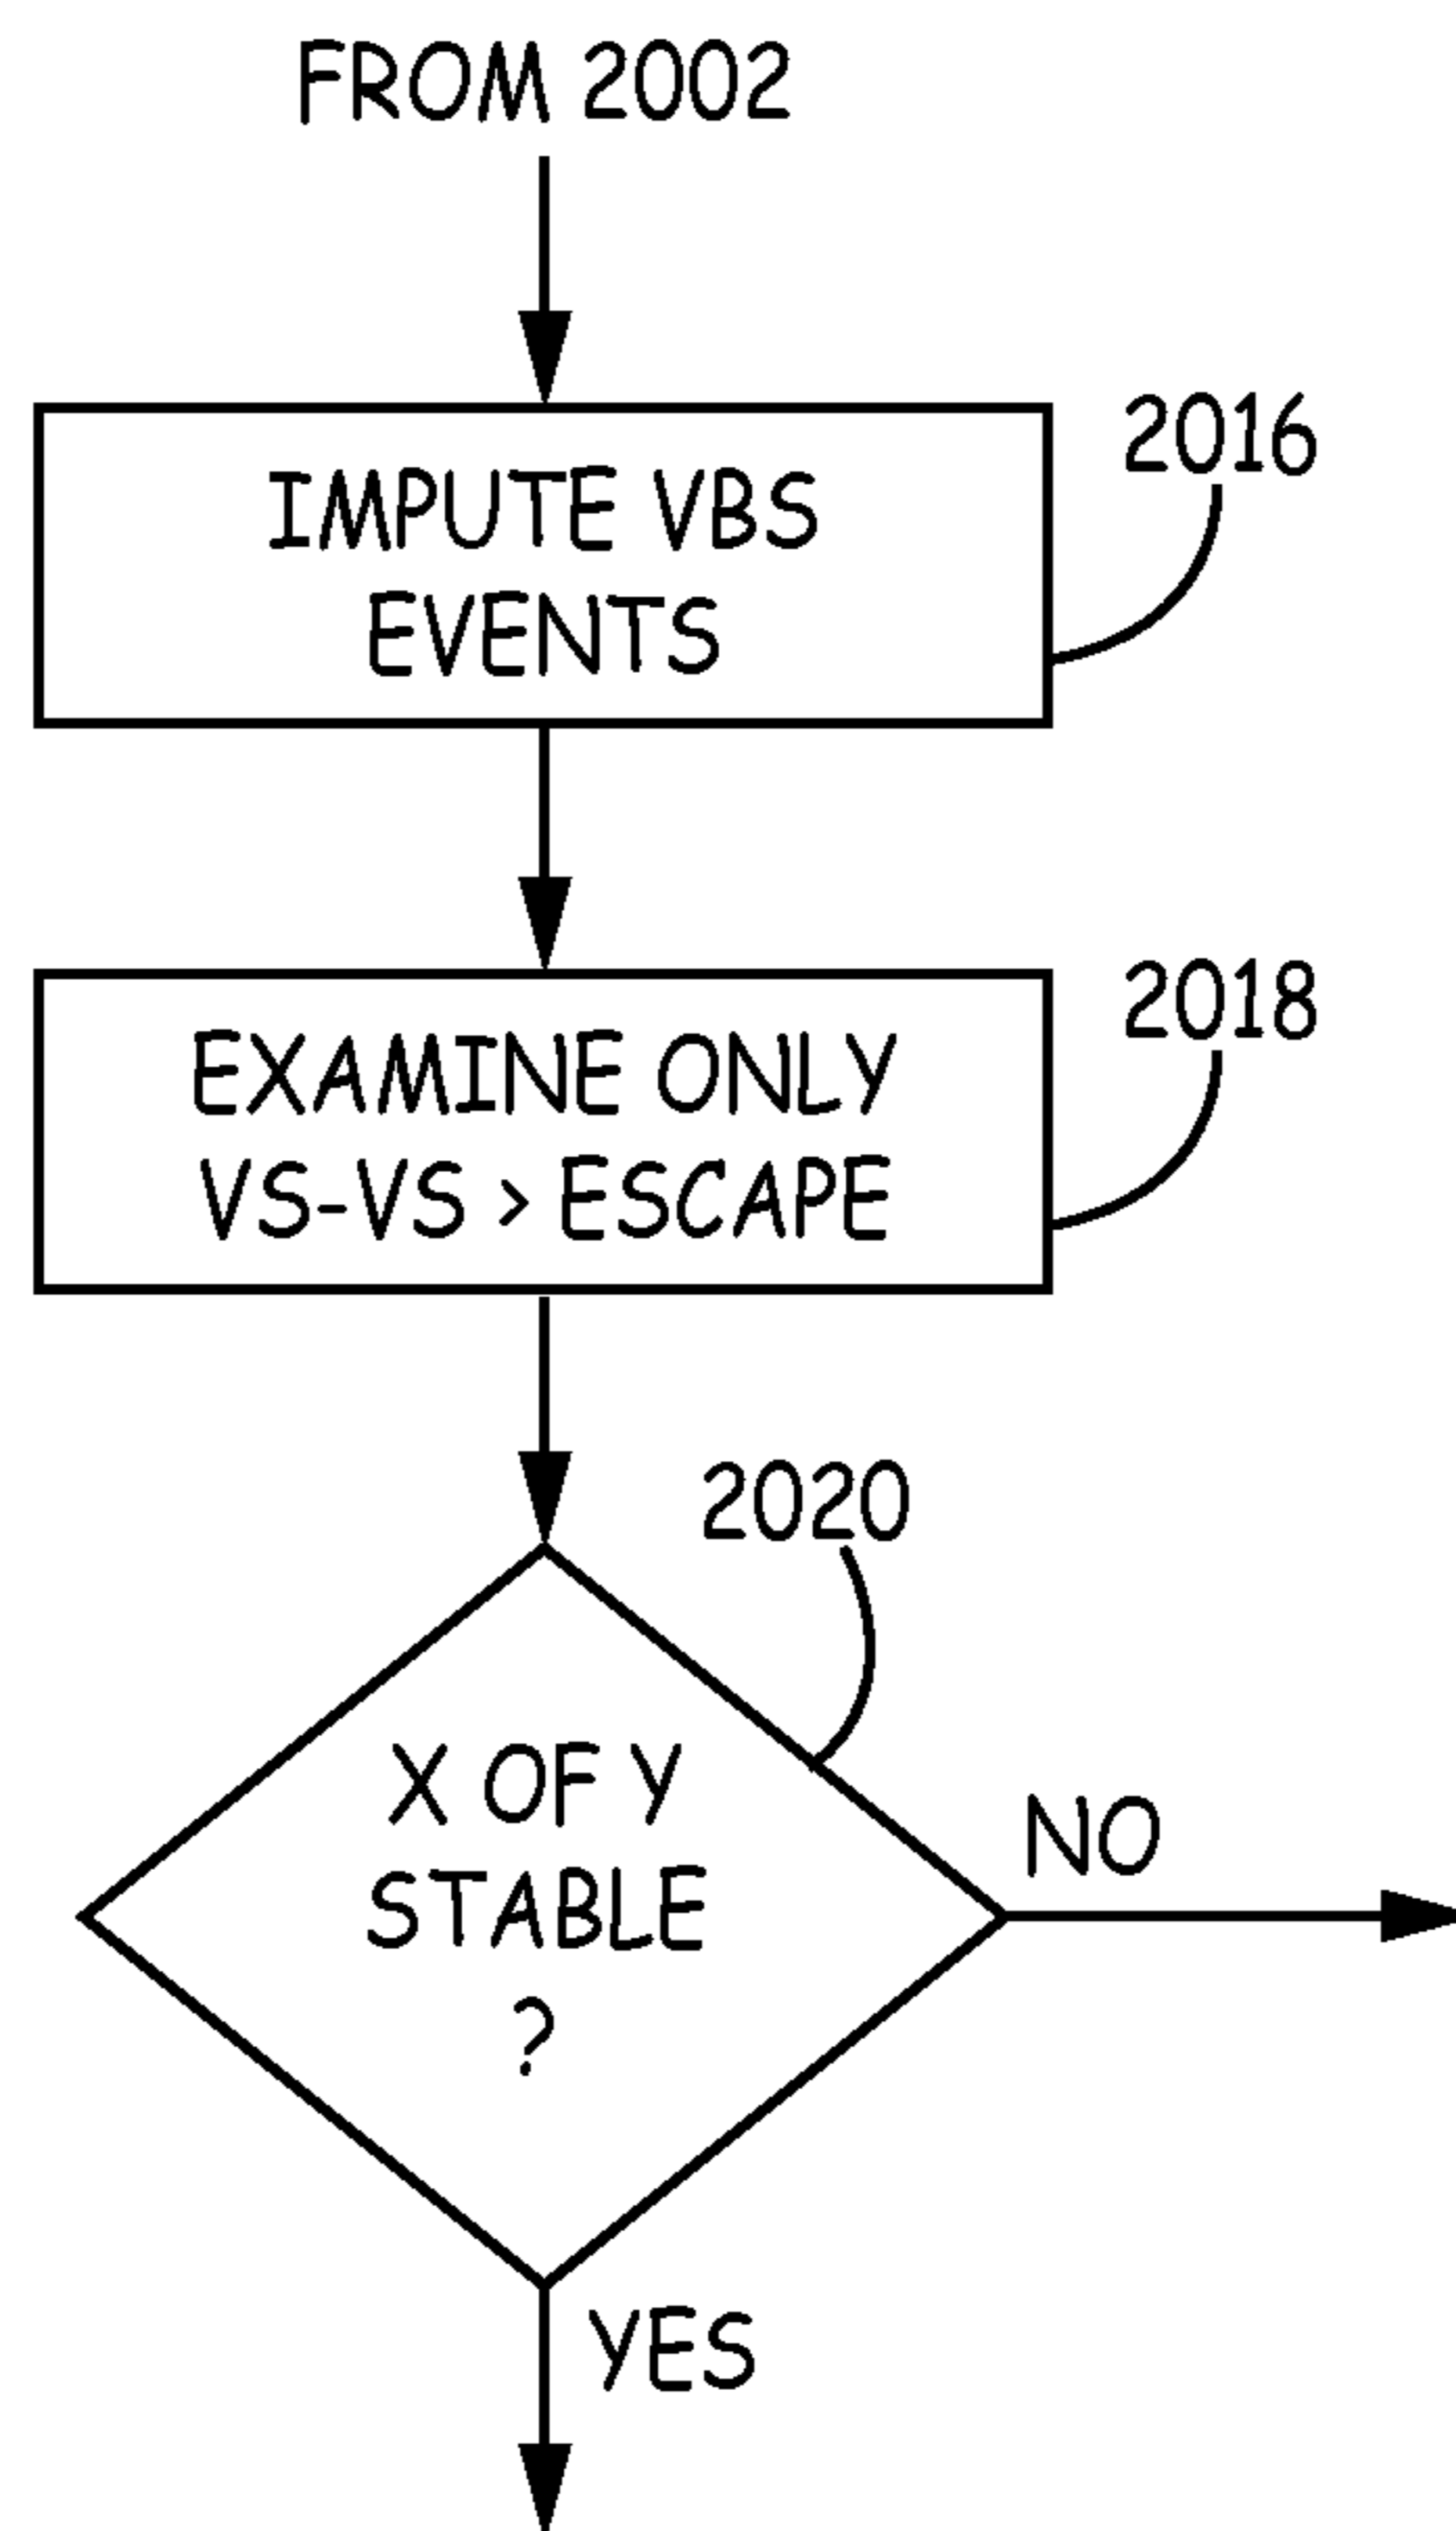 FROM 2002
2016
IMPUTE VBS
EVENTS
2018
EXAMINE ONLY
VS-VS > ESCAPE
2020
X OF Y
STABLE
?
NO
YES